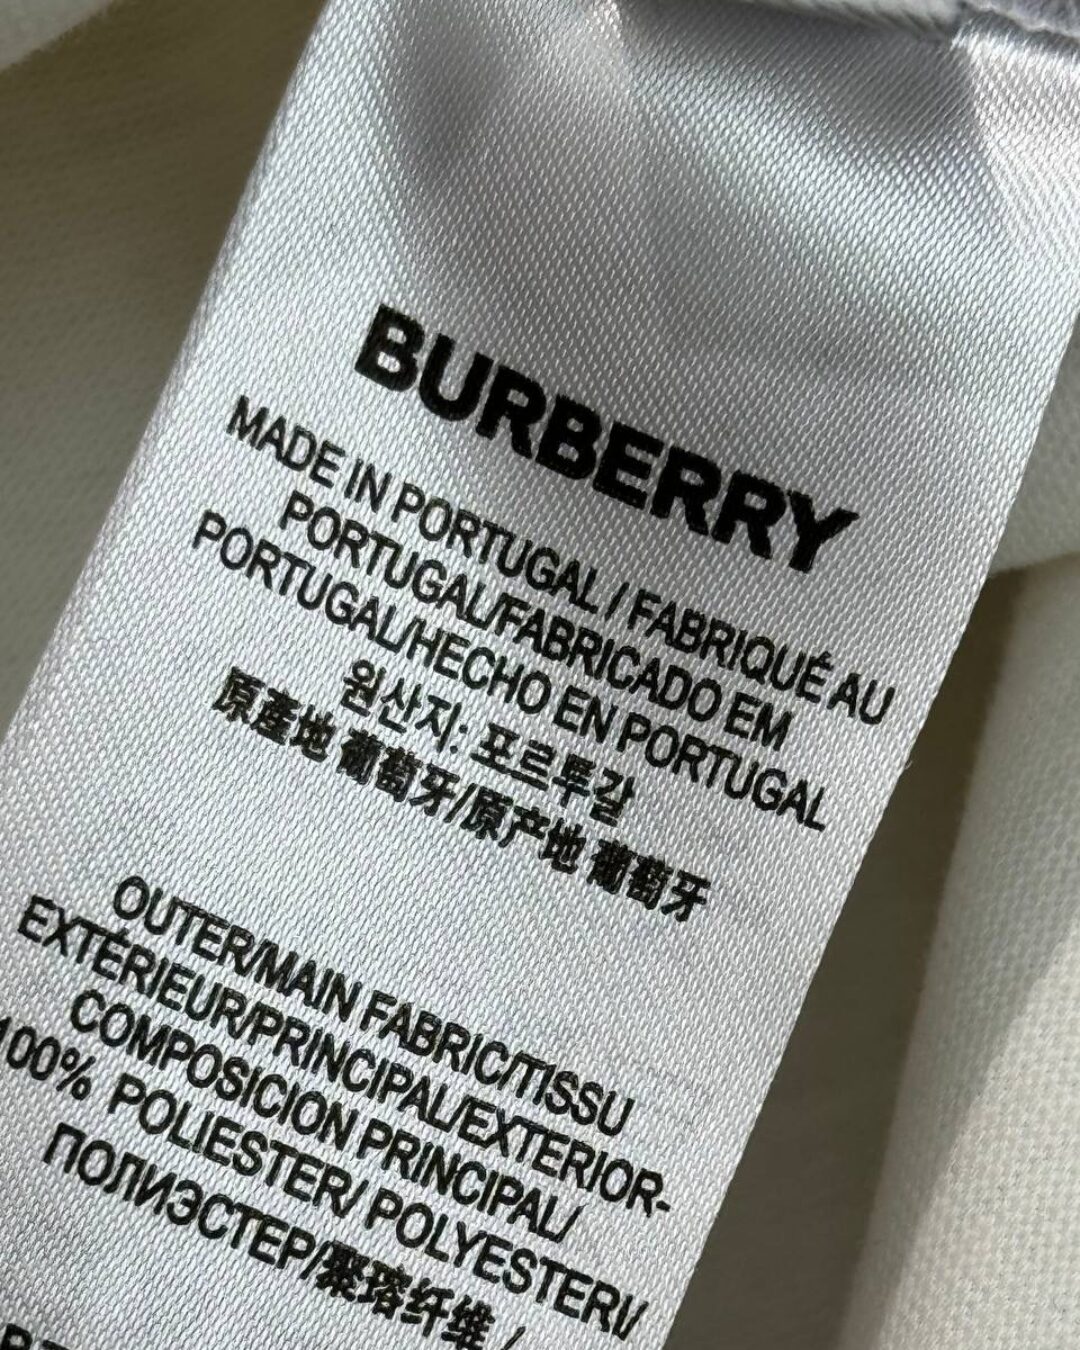 BURBERRY
MADE IN PORTUGAL / FABRIQUÉ AU
PORTUGAL/FABRICADO EM
PORTUGAL/HECHO EN PORTUGAL
원산지: 포르투갈
原產地 葡萄牙/原产地 葡萄牙
OUTER/MAIN FABRIC/TISSU
EXTÉRIEUR/PRINCIPAL/EXTERIOR-
COMPOSICION PRINCIPAL/
100% POLIESTER/ POLYESTER/
ПОЛИЭСТЕР/聚瑢纤维 /